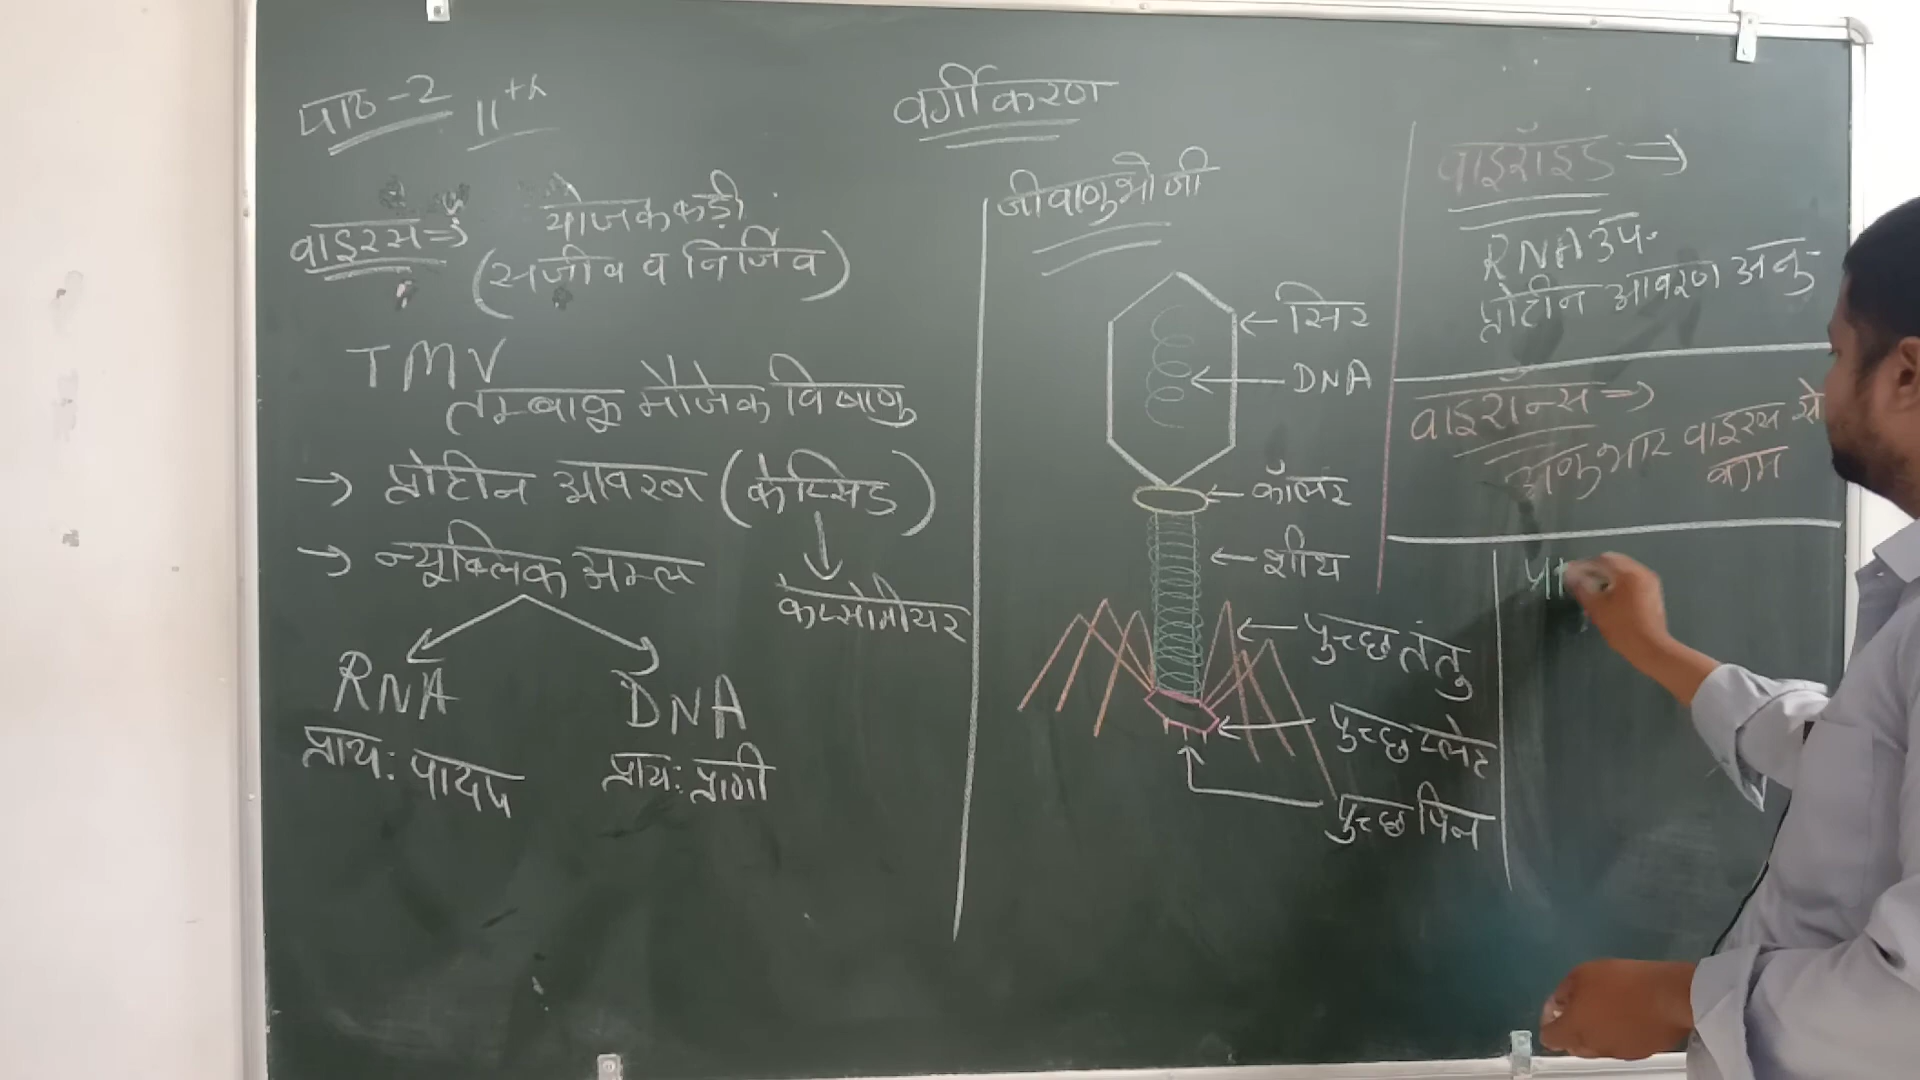 पाठ-2 11th
वर्गीकरण
वाइरस⇒ योजक कड़ी
(सजीव व निर्जिव)
TMV
तम्बाकू मौजेक विषाणु
→ प्रोटीन आवरण (केप्सिड)
↓
केप्सोमीयर
→ न्यूक्लिक अम्ल
RNA DNA
प्राय: पादप प्राय: प्राणी
जीवाणुभोजी
←सिर
←DNA
←कॉलर
←शीथ
←पुच्छ तंतु
←पुच्छ प्लेट
पुच्छ पिन
वाइरॉइड ⇒
RNA उप.
प्रोटीन आवरण अनु
वाइरॉन्स ⇒
अनुभार वाइरस से
काम